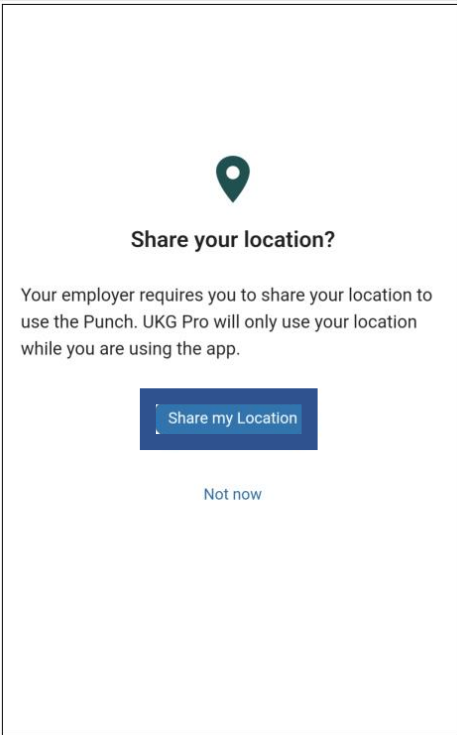 Share your location?
Your employer requires you to share your location to
use the Punch. UKG Pro will only use your location
while you are using the app.
Share my Location
Not now